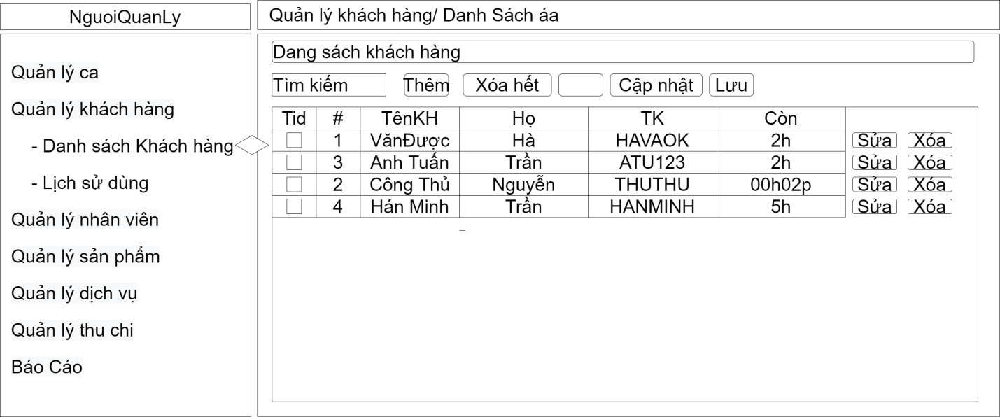 NguoiQuanLy
Quản lý khách hàng/ Danh Sách áa
Quản lý ca
Quản lý khách hàng
- Danh sách Khách hàng
- Lịch sử dùng
Quản lý nhân viên
Quản lý sản phẩm
Quản lý dịch vụ
Quản lý thu chi
Báo Cáo
Dang sách khách hàng
Tìm kiếm Thêm Xóa hết Cập nhật Lưu
Tid # TênKH Họ TK Còn
1 VănĐược Hà HAVAOK 2h Sửa Xóa
3 Anh Tuấn Trần ATU123 2h Sửa Xóa
2 Công Thủ Nguyễn THUTHU 00h02p Sửa Xóa
4 Hán Minh Trần HANMINH 5h Sửa Xóa